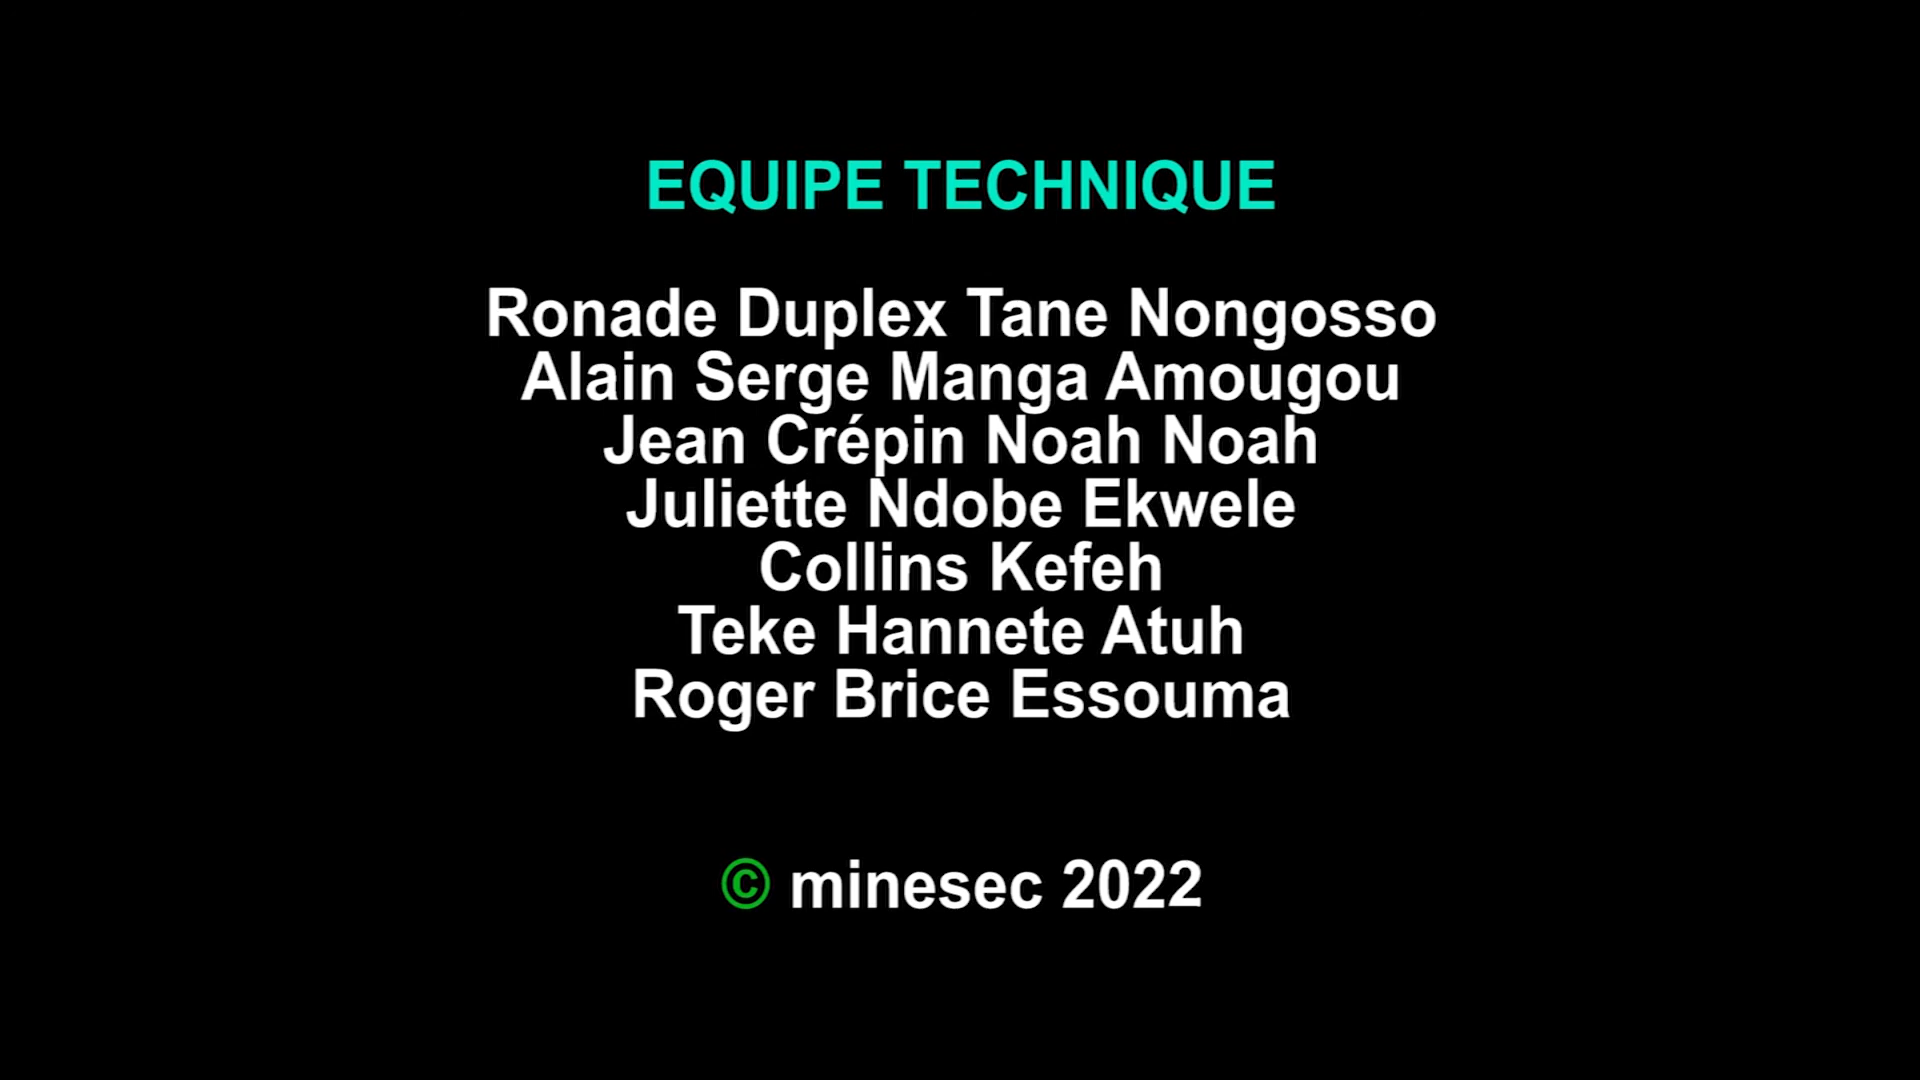 EQUIPE TECHNIQUE
Ronade Duplex Tane Nongosso
Alain Serge Manga Amougou
Jean Crépin Noah Noah
Juliette Ndobe Ekwele
Collins Kefeh
Teke Hannete Atuh
Roger Brice Essouma
© minesec 2022